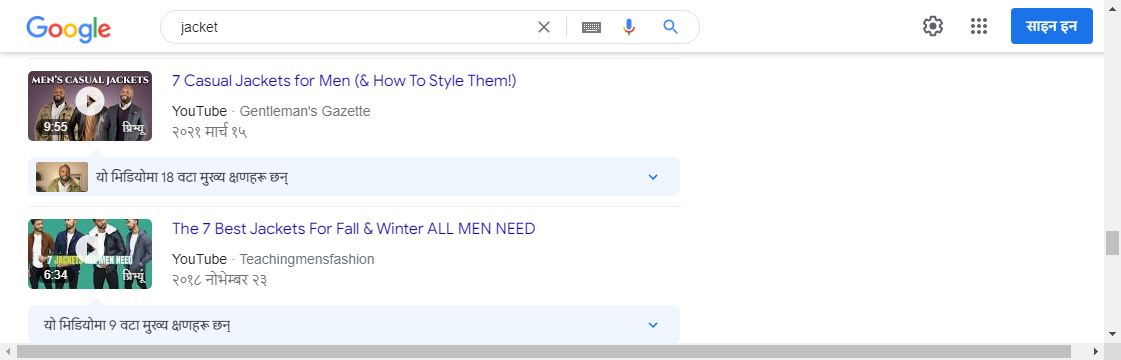 Google
jacket
साइन इन
MEN'S CASUAL JACKETS
9:55
प्रिभ्यू
7 Casual Jackets for Men (& How To Style Them!)
YouTube · Gentleman's Gazette
२०२१ मार्च १५
यो भिडियोमा 18 वटा मुख्य क्षणहरू छन्
7 JACKETS ALL MEN NEED
6:34
प्रिभ्यू
The 7 Best Jackets For Fall & Winter ALL MEN NEED
YouTube · Teachingmensfashion
२०१८ नोभेम्बर २३
यो भिडियोमा 9 वटा मुख्य क्षणहरू छन्